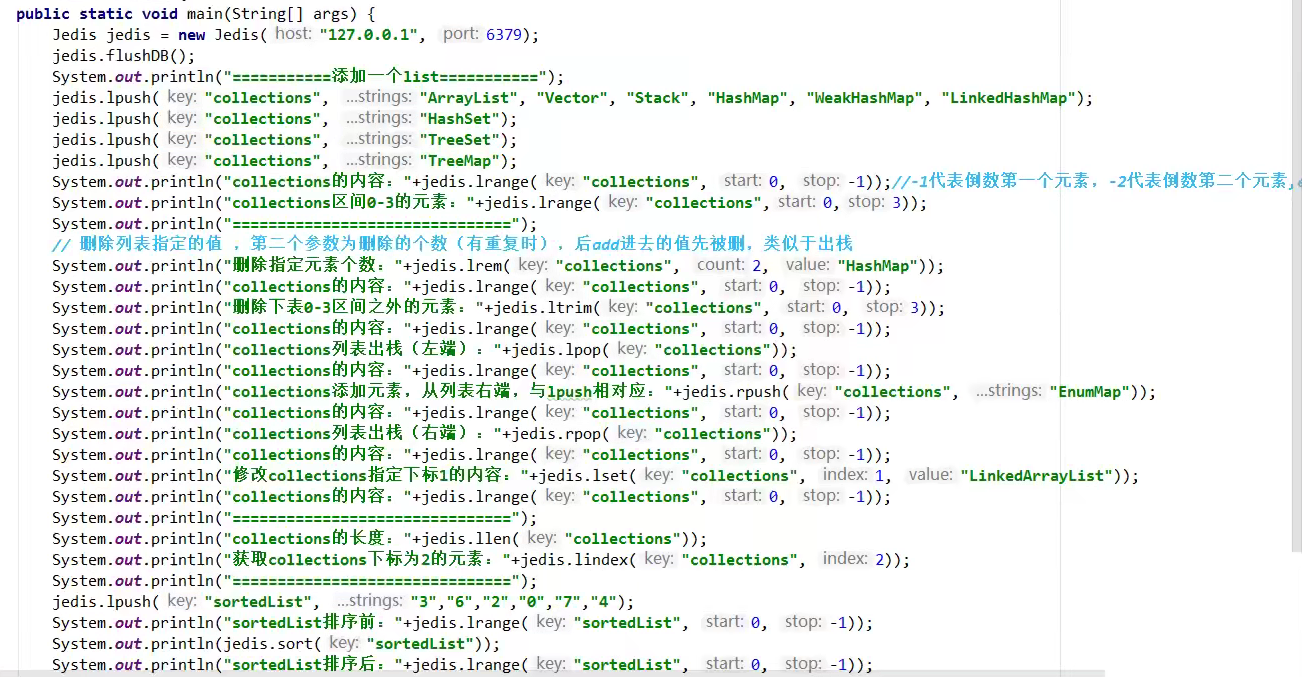 public static void main(String[] args) {
Jedis jedis = new Jedis( host: "127.0.0.1", port: 6379);
jedis.flushDB();
System.out.println("===========添加一个list===========");
jedis.lpush( key: "collections", ...strings: "ArrayList", "Vector", "Stack", "HashMap", "WeakHashMap", "LinkedHashMap");
jedis.lpush( key: "collections", ...strings: "HashSet");
jedis.lpush( key: "collections", ...strings: "TreeSet");
jedis.lpush( key: "collections", ...strings: "TreeMap");
System.out.println("collections的内容："+jedis.lrange( key: "collections", start: 0, stop: -1));//-1代表倒数第一个元素，-2代表倒数第二个元素,
System.out.println("collections区间0-3的元素："+jedis.lrange( key: "collections", start: 0, stop: 3));
System.out.println("===============================");
// 删除列表指定的值 ，第二个参数为删除的个数（有重复时），后add进去的值先被删，类似于出栈
System.out.println("删除指定元素个数："+jedis.lrem( key: "collections", count: 2, value: "HashMap"));
System.out.println("collections的内容："+jedis.lrange( key: "collections", start: 0, stop: -1));
System.out.println("删除下表0-3区间之外的元素："+jedis.ltrim( key: "collections", start: 0, stop: 3));
System.out.println("collections的内容："+jedis.lrange( key: "collections", start: 0, stop: -1));
System.out.println("collections列表出栈（左端）："+jedis.lpop( key: "collections"));
System.out.println("collections的内容："+jedis.lrange( key: "collections", start: 0, stop: -1));
System.out.println("collections添加元素，从列表右端，与lpush相对应："+jedis.rpush( key: "collections", ...strings: "EnumMap"));
System.out.println("collections的内容："+jedis.lrange( key: "collections", start: 0, stop: -1));
System.out.println("collections列表出栈（右端）："+jedis.rpop( key: "collections"));
System.out.println("collections的内容："+jedis.lrange( key: "collections", start: 0, stop: -1));
System.out.println("修改collections指定下标1的内容："+jedis.lset( key: "collections", index: 1, value: "LinkedArrayList"));
System.out.println("collections的内容："+jedis.lrange( key: "collections", start: 0, stop: -1));
System.out.println("===============================");
System.out.println("collections的长度："+jedis.llen( key: "collections"));
System.out.println("获取collections下标为2的元素："+jedis.lindex( key: "collections", index: 2));
System.out.println("===============================");
jedis.lpush( key: "sortedList", ...strings: "3","6","2","0","7","4");
System.out.println("sortedList排序前："+jedis.lrange( key: "sortedList", start: 0, stop: -1));
System.out.println(jedis.sort( key: "sortedList"));
System.out.println("sortedList排序后："+jedis.lrange( key: "sortedList", start: 0, stop: -1));